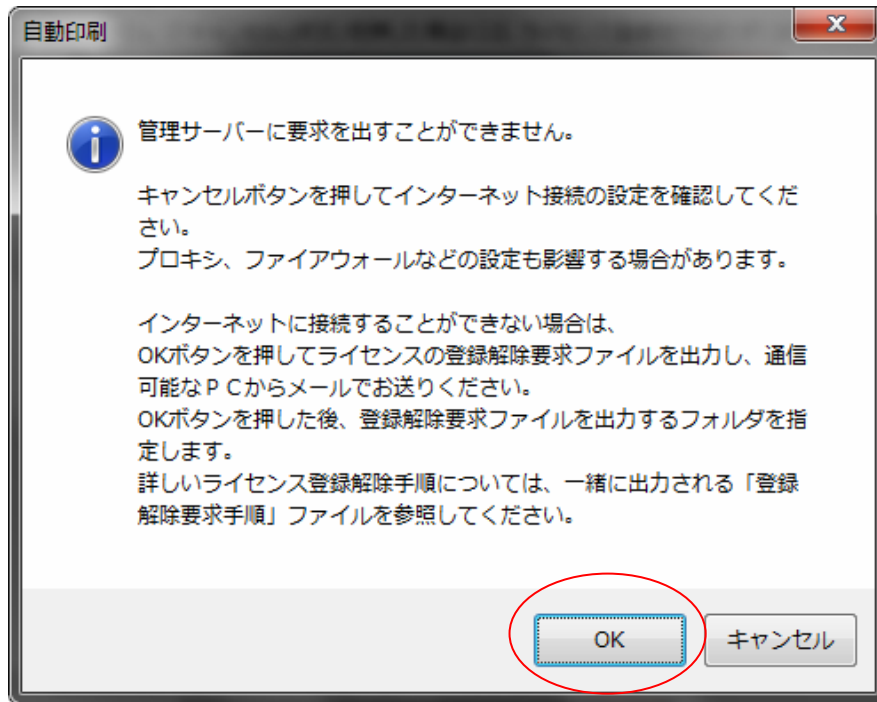 自動印刷
管理サーバーに要求を出すことができません。
キャンセルボタンを押してインターネット接続の設定を確認してくだ
さい。
プロキシ、ファイアウォールなどの設定も影響する場合があります。
インターネットに接続することができない場合は、
OKボタンを押してライセンスの登録解除要求ファイルを出力し、通信
可能なＰＣからメールでお送りください。
OKボタンを押した後、登録解除要求ファイルを出力するフォルダを指
定します。
詳しいライセンス登録解除手順については、一緒に出力される「登録
解除要求手順」ファイルを参照してください。
OK
キャンセル